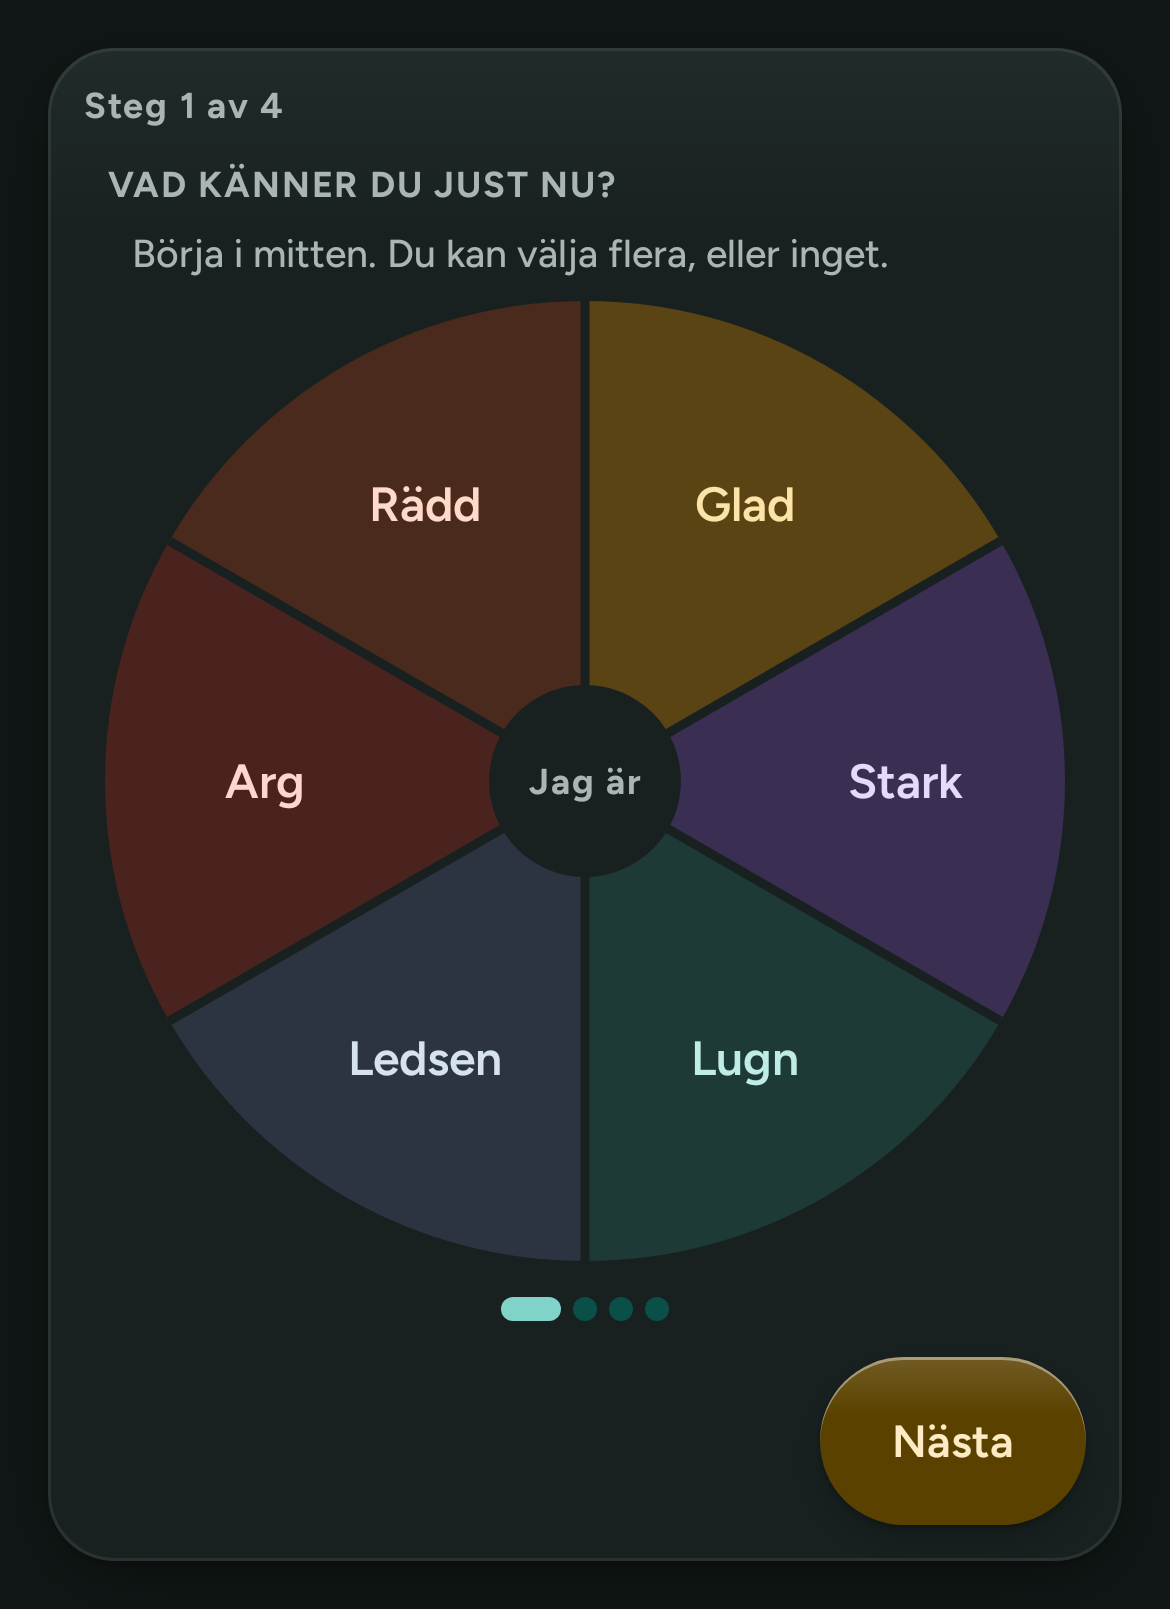 Steg 1 av 4
VAD KÄNNER DU JUST NU?
Börja i mitten. Du kan välja flera, eller inget.
Rädd
Glad
Arg
Jag är
Stark
Ledsen
Lugn
Nästa